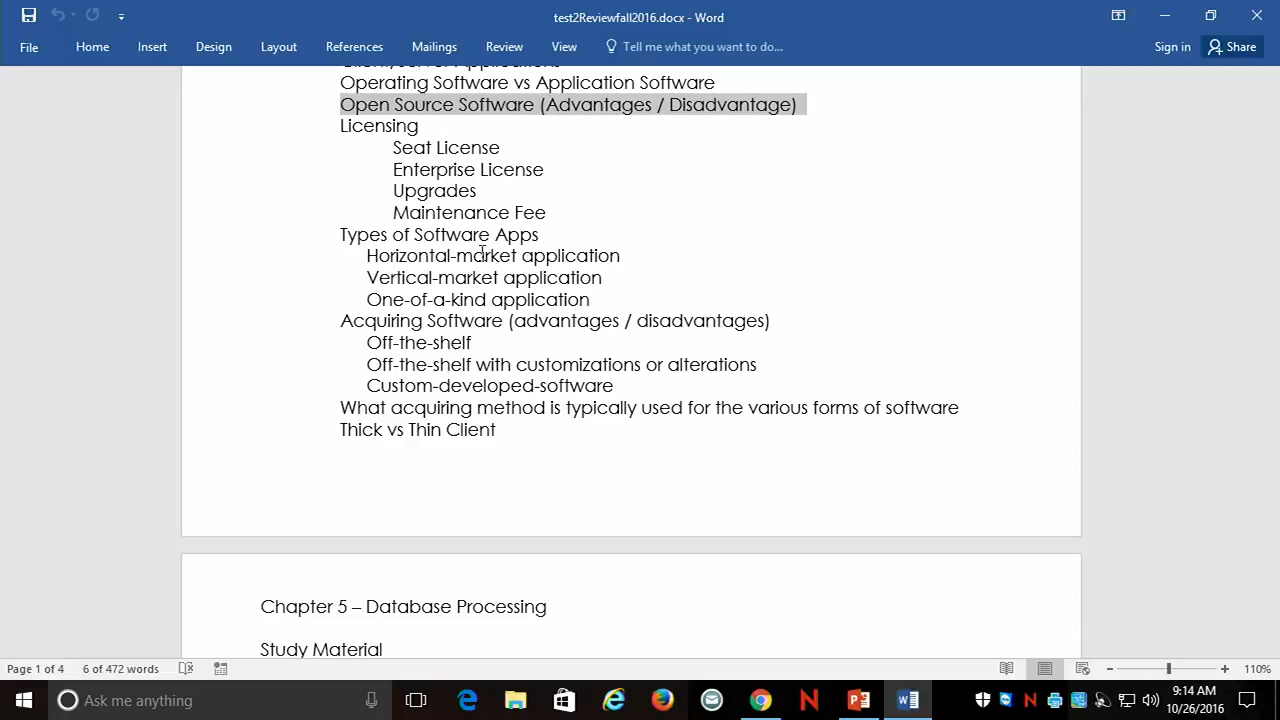 test2Reviewfall2016.docx - Word
File Home Insert Design Layout References Mailings Review View Tell me what you want to do... Sign in Share
Operating Software vs Application Software
Open Source Software (Advantages / Disadvantage)
Licensing
Seat License
Enterprise License
Upgrades
Maintenance Fee
Types of Software Apps
Horizontal-market application
Vertical-market application
One-of-a-kind application
Acquiring Software (advantages / disadvantages)
Off-the-shelf
Off-the-shelf with customizations or alterations
Custom-developed-software
What acquiring method is typically used for the various forms of software
Thick vs Thin Client
Chapter 5 – Database Processing
Study Material
Page 1 of 4 6 of 472 words 110%
Ask me anything
9:14 AM
10/26/2016